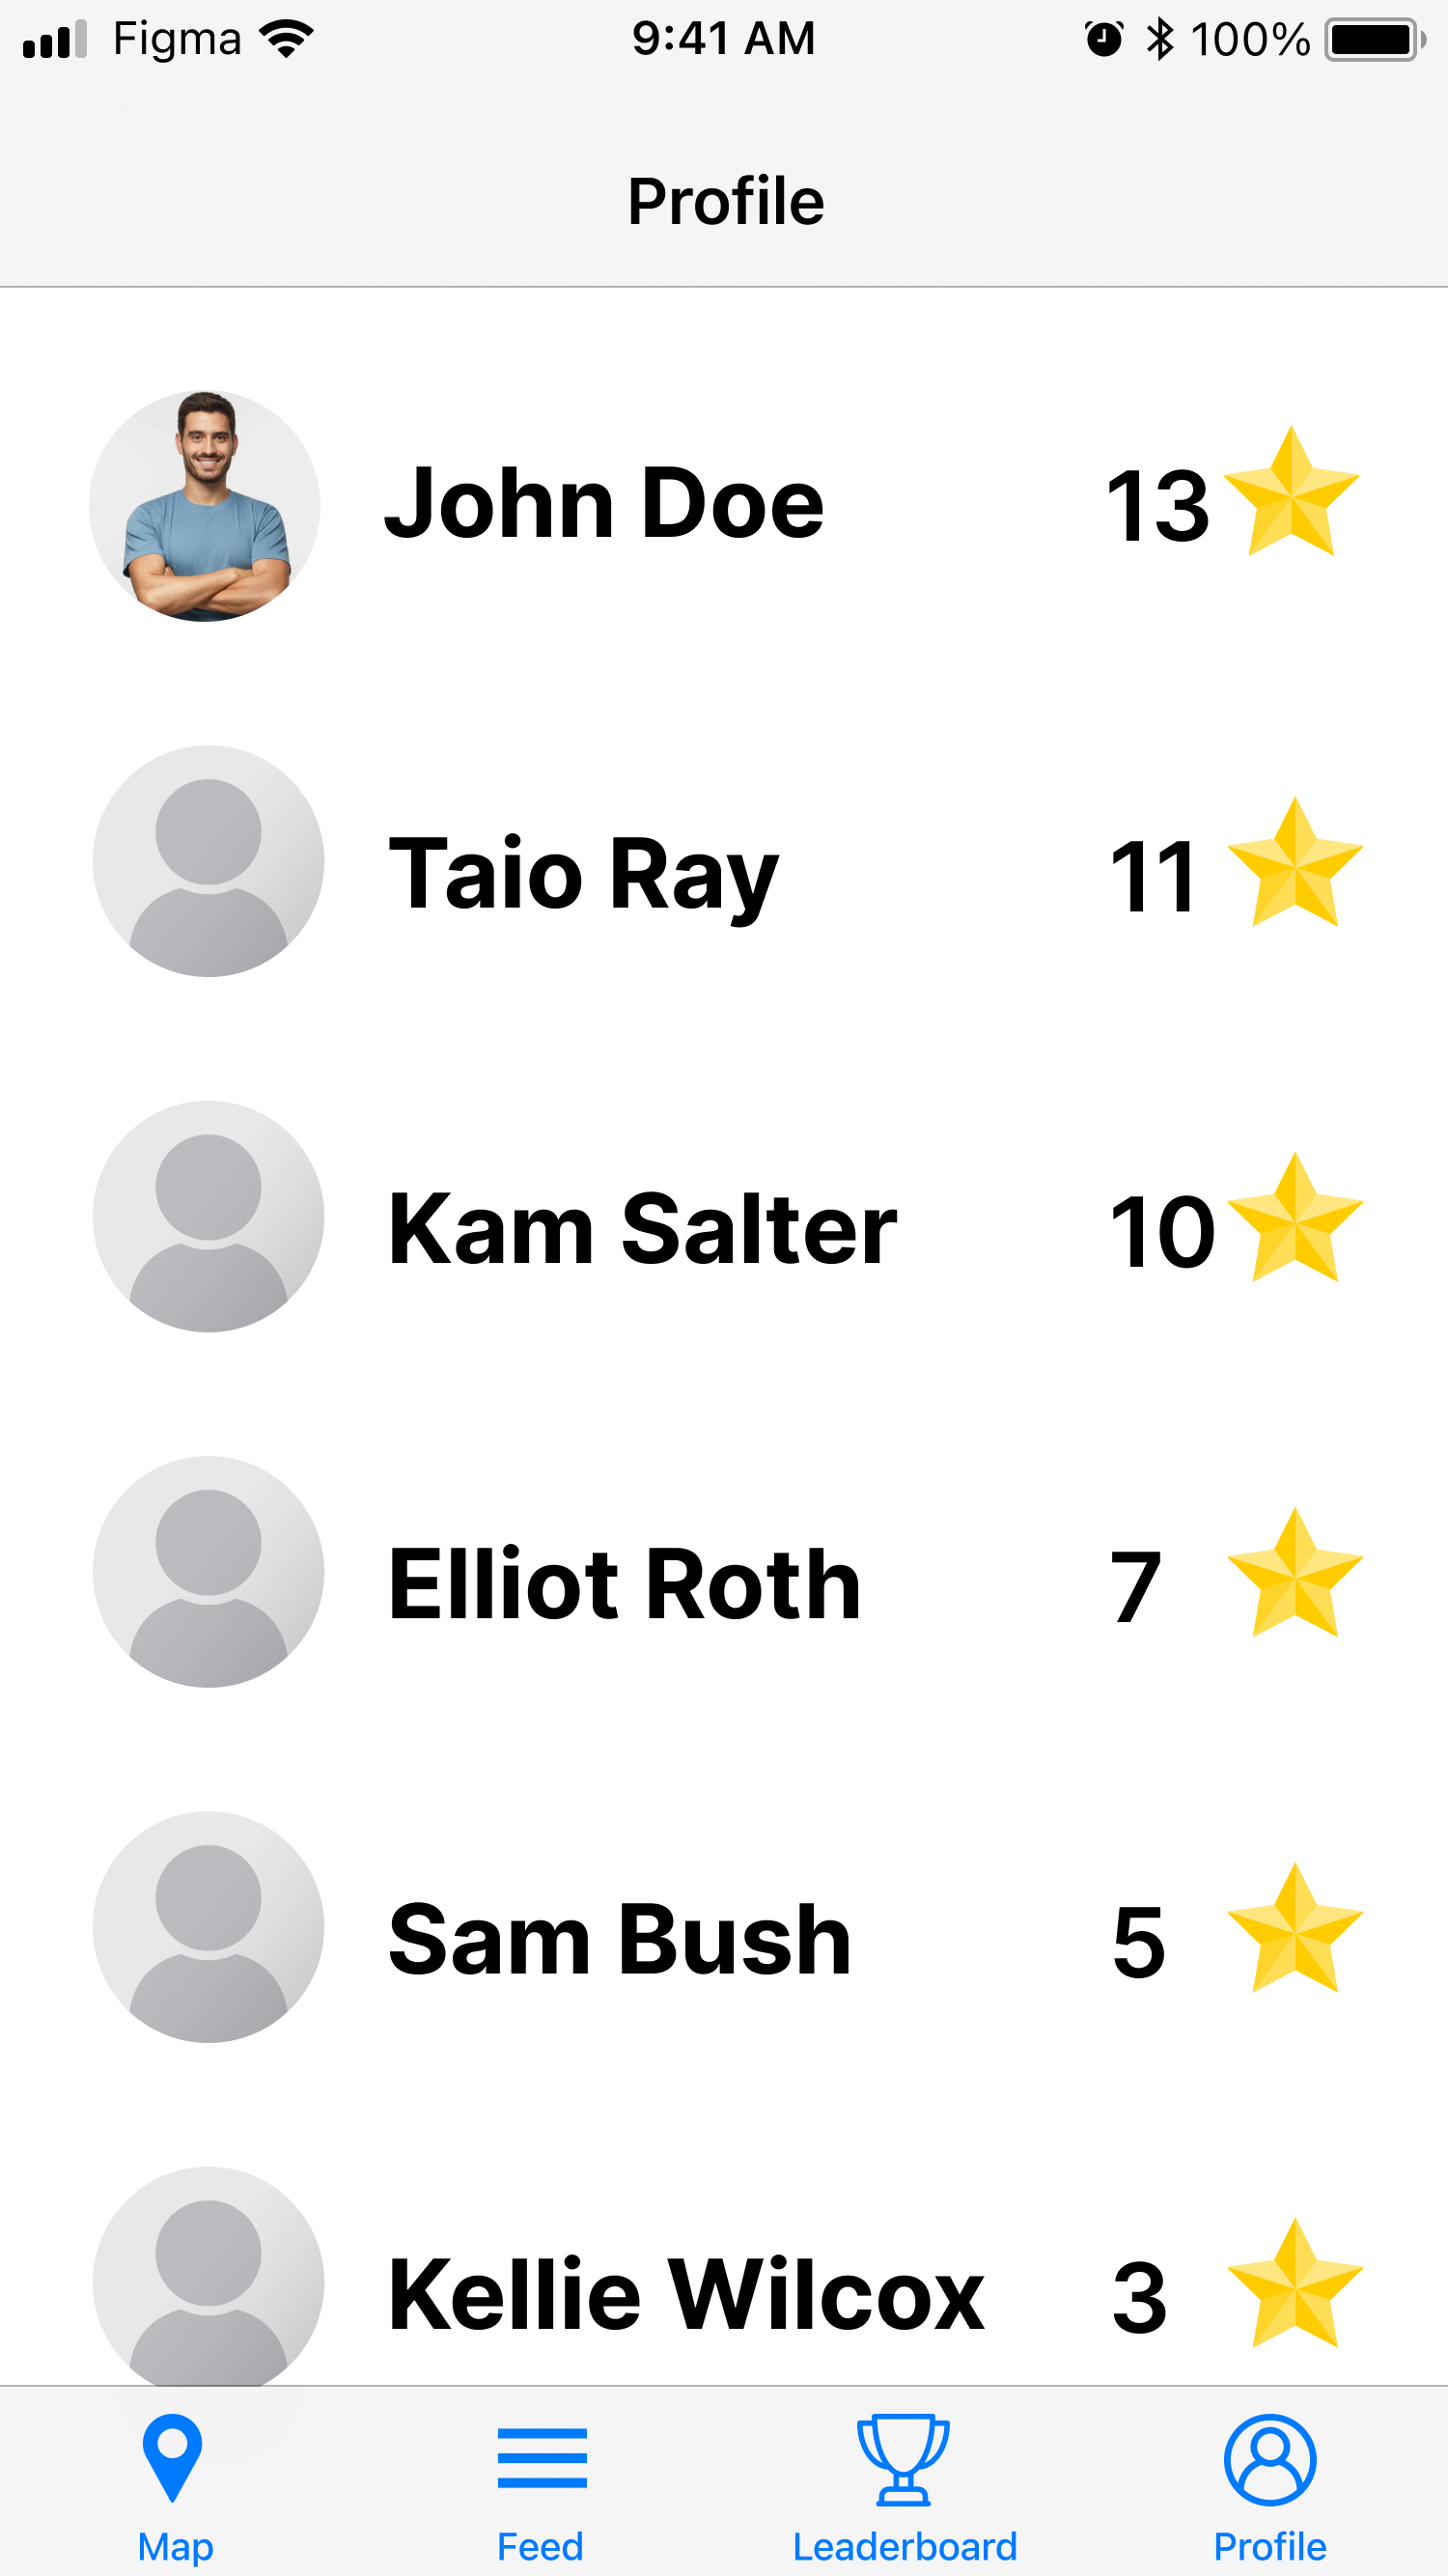 Figma 9:41 AM 100%
Profile
John Doe 13
Taio Ray 11
Kam Salter 10
Elliot Roth 7
Sam Bush 5
Kellie Wilcox 3
Map Feed Leaderboard Profile